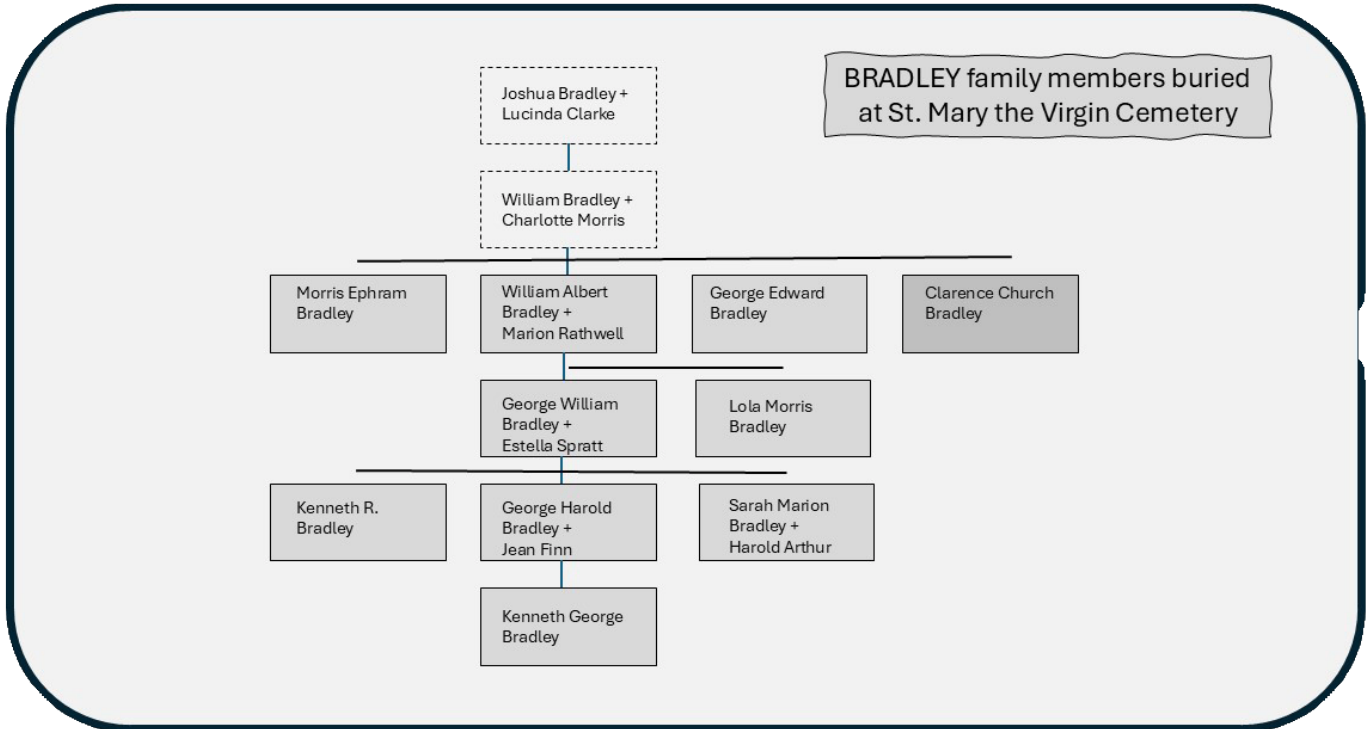 BRADLEY family members buried
at St. Mary the Virgin Cemetery
Joshua Bradley +
Lucinda Clarke
William Bradley +
Charlotte Morris
Morris Ephram
Bradley
William Albert
Bradley +
Marion Rathwell
George Edward
Bradley
Clarence Church
Bradley
George William
Bradley +
Estella Spratt
Lola Morris
Bradley
Kenneth R.
Bradley
George Harold
Bradley +
Jean Finn
Sarah Marion
Bradley +
Harold Arthur
Kenneth George
Bradley